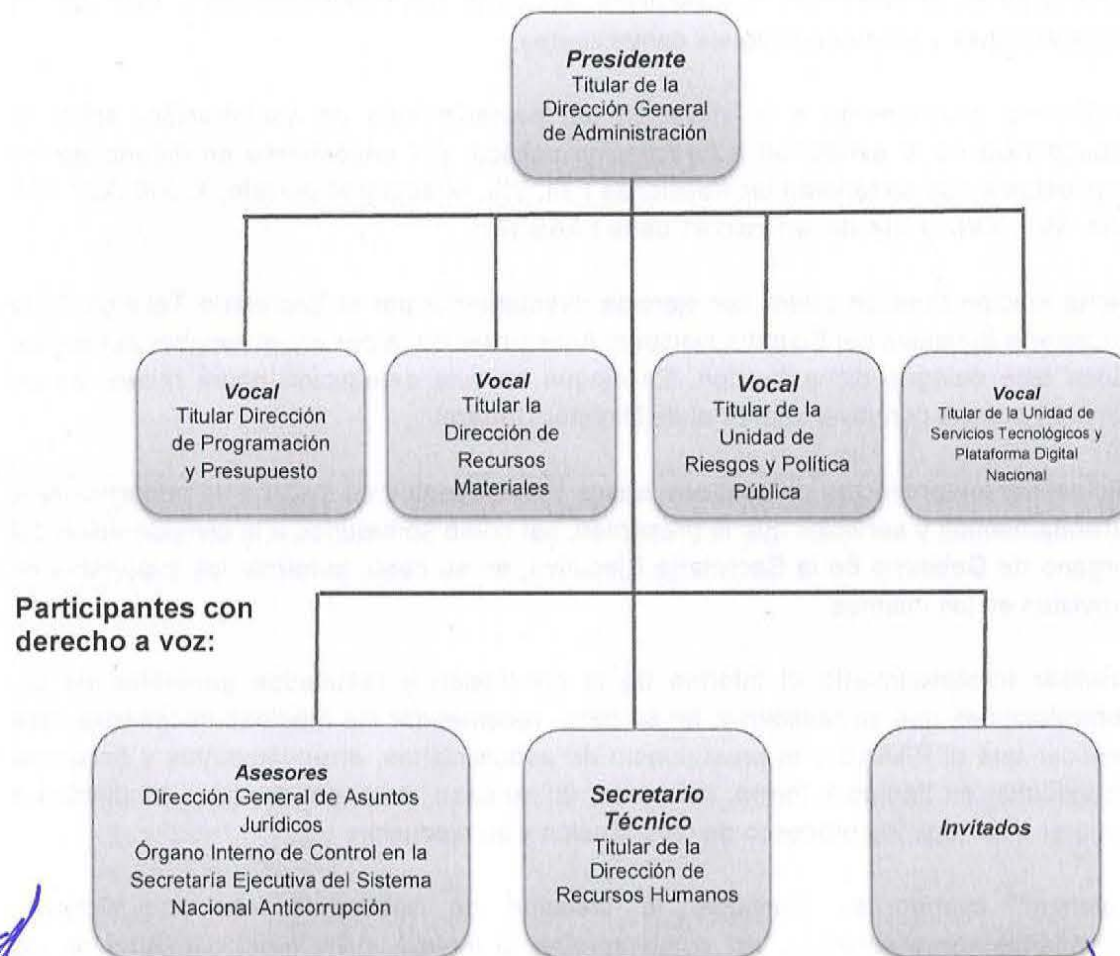 Presidente
Titular de la
Dirección General
de Administración
Vocal
Titular Dirección
de Programación
y Presupuesto
Vocal
Titular la
Dirección de
Recursos
Materiales
Vocal
Titular de la
Unidad de
Riesgos y Política
Pública
Vocal
Titular de la Unidad de
Servicios Tecnológicos y
Plataforma Digital
Nacional
Participantes con
derecho a voz:
Asesores
Dirección General de Asuntos
Jurídicos
Órgano Interno de Control en la
Secretaría Ejecutiva del Sistema
Nacional Anticorrupción
Secretario
Técnico
Titular de la
Dirección de
Recursos Humanos
Invitados